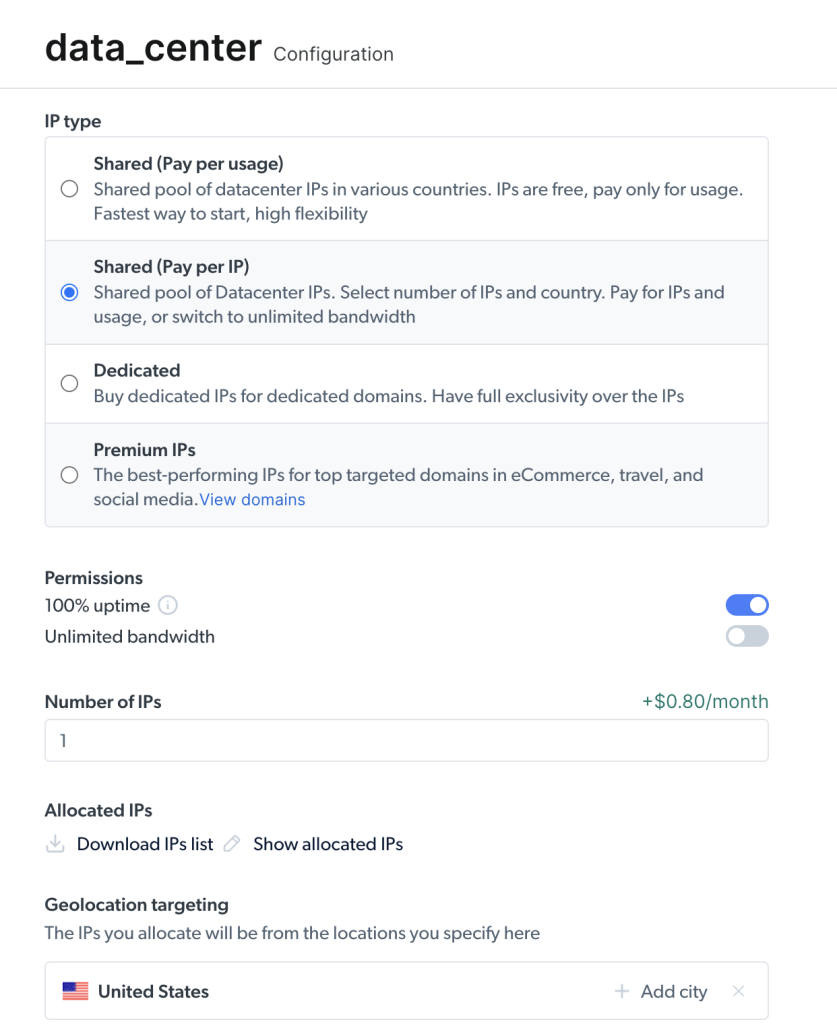 data_center Configuration
IP type
Shared (Pay per usage)
Shared pool of datacenter IPs in various countries. IPs are free, pay only for usage.
Fastest way to start, high flexibility
Shared (Pay per IP)
Shared pool of Datacenter IPs. Select number of IPs and country. Pay for IPs and
usage, or switch to unlimited bandwidth
Dedicated
Buy dedicated IPs for dedicated domains. Have full exclusivity over the IPs
Premium IPs
The best-performing IPs for top targeted domains in eCommerce, travel, and
social media.View domains
Permissions
100% uptime
Unlimited bandwidth
Number of IPs +$0.80/month
1
Allocated IPs
Download IPs list Show allocated IPs
Geolocation targeting
The IPs you allocate will be from the locations you specify here
United States + Add city ×